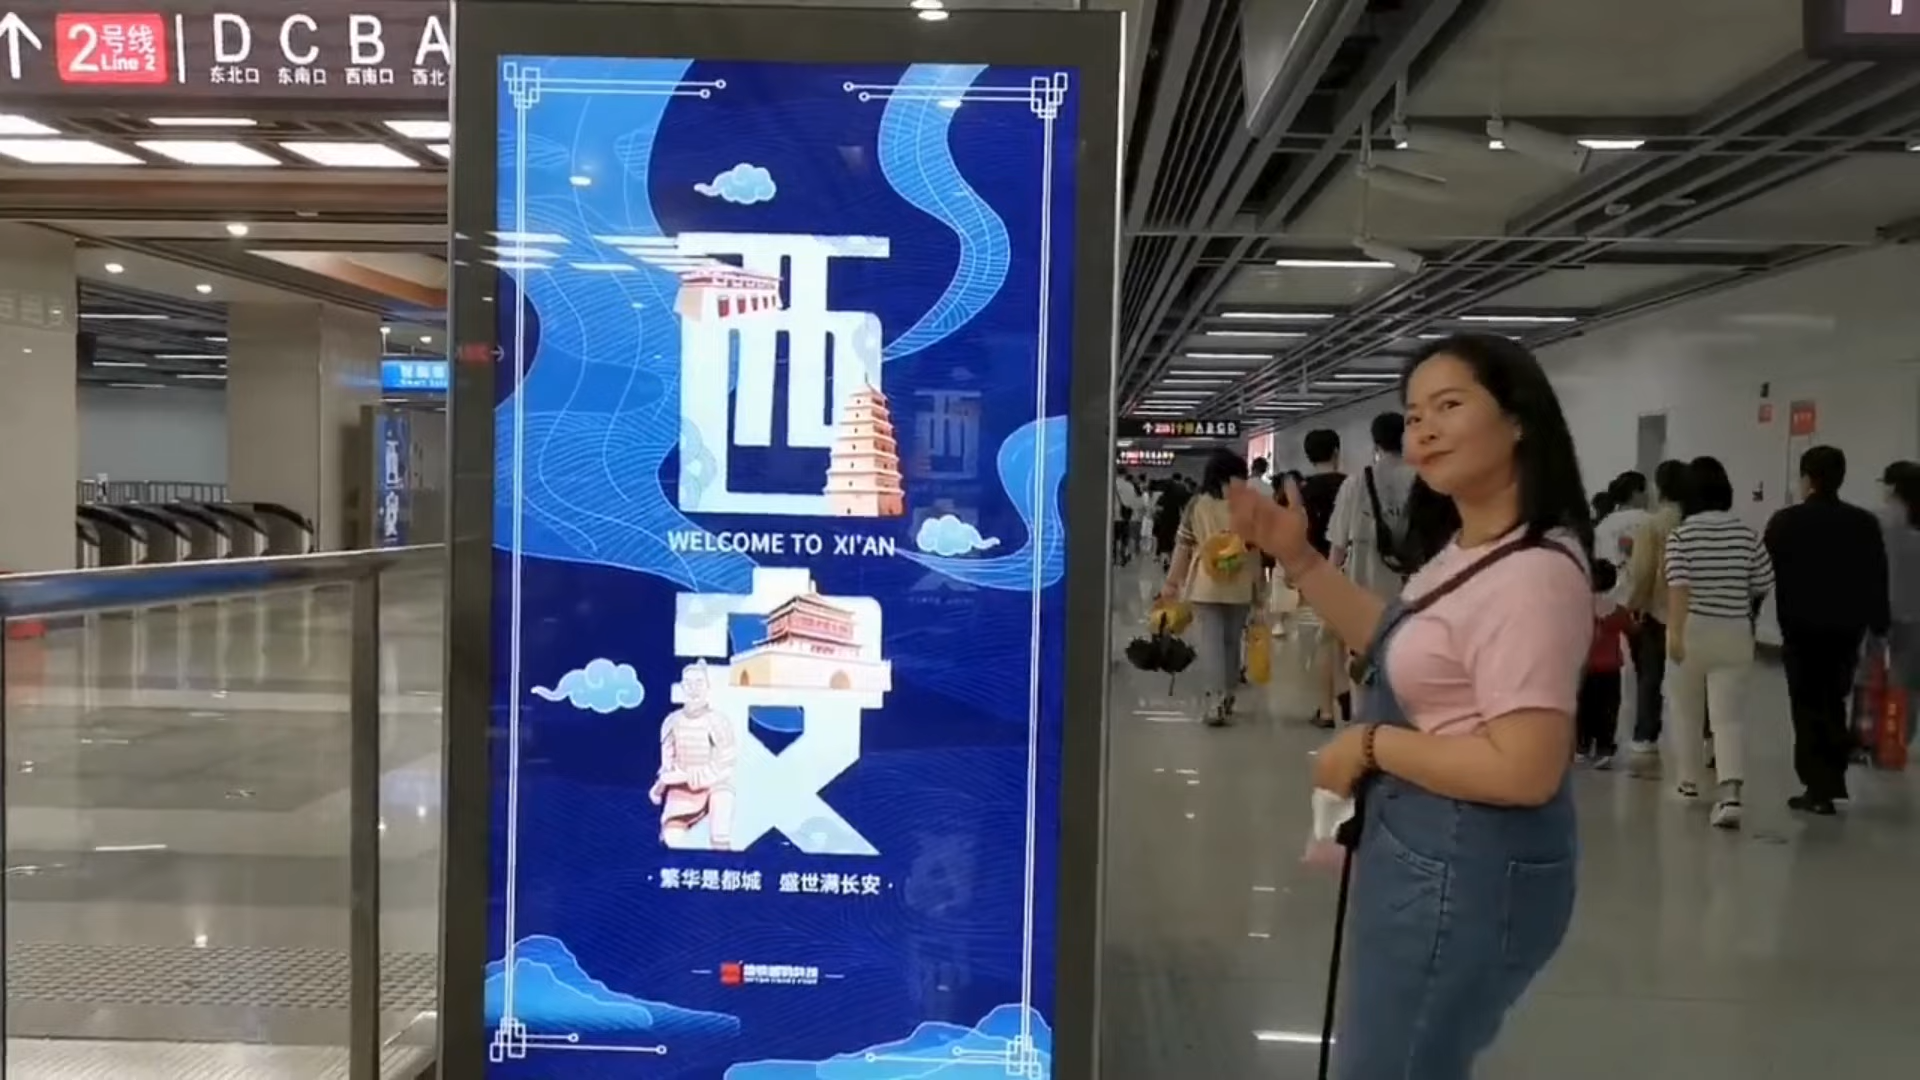 2号线
Line 2
D C B A
东北口 东南口 西南口 西北
西
WELCOME TO XI'AN
安
·繁华是都城 盛世满长安·